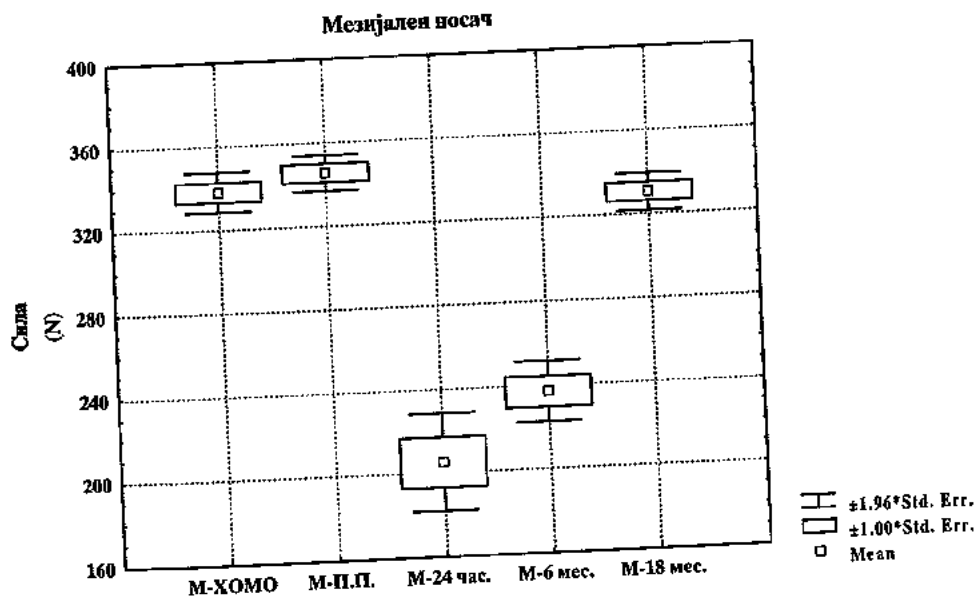 Мезијален носач
400
360
320
280
240
200
160
Сила
(N)
М-ХОМО М-П.П. М-24 час. М-6 мес. М-18 мес.
±1.96*Std. Err.
±1.00*Std. Err.
Mean